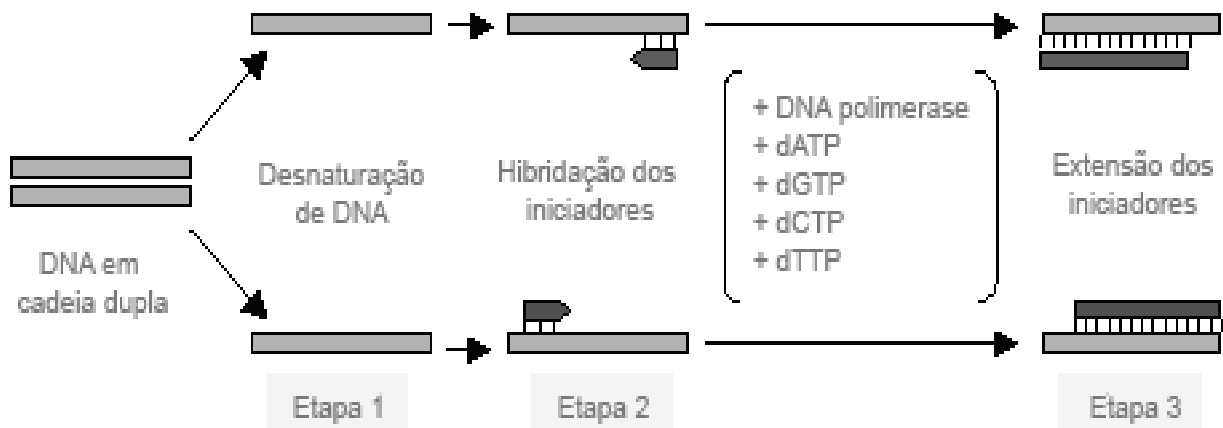 DNA em
cadeia dupla
Desnaturação
de DNA
Hibridação dos
iniciadores
+ DNA polimerase
+ dATP
+ dGTP
+ dCTP
+ dTTP
Extensão dos
iniciadores
Etapa 1
Etapa 2
Etapa 3